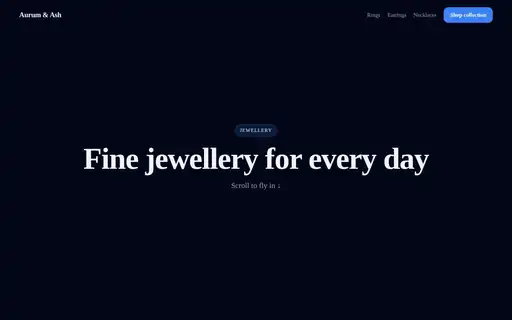 Aurum & Ash
Rings Earrings Necklaces Shop collection
JEWELLERY
Fine jewellery for every day
Scroll to fly in ↓